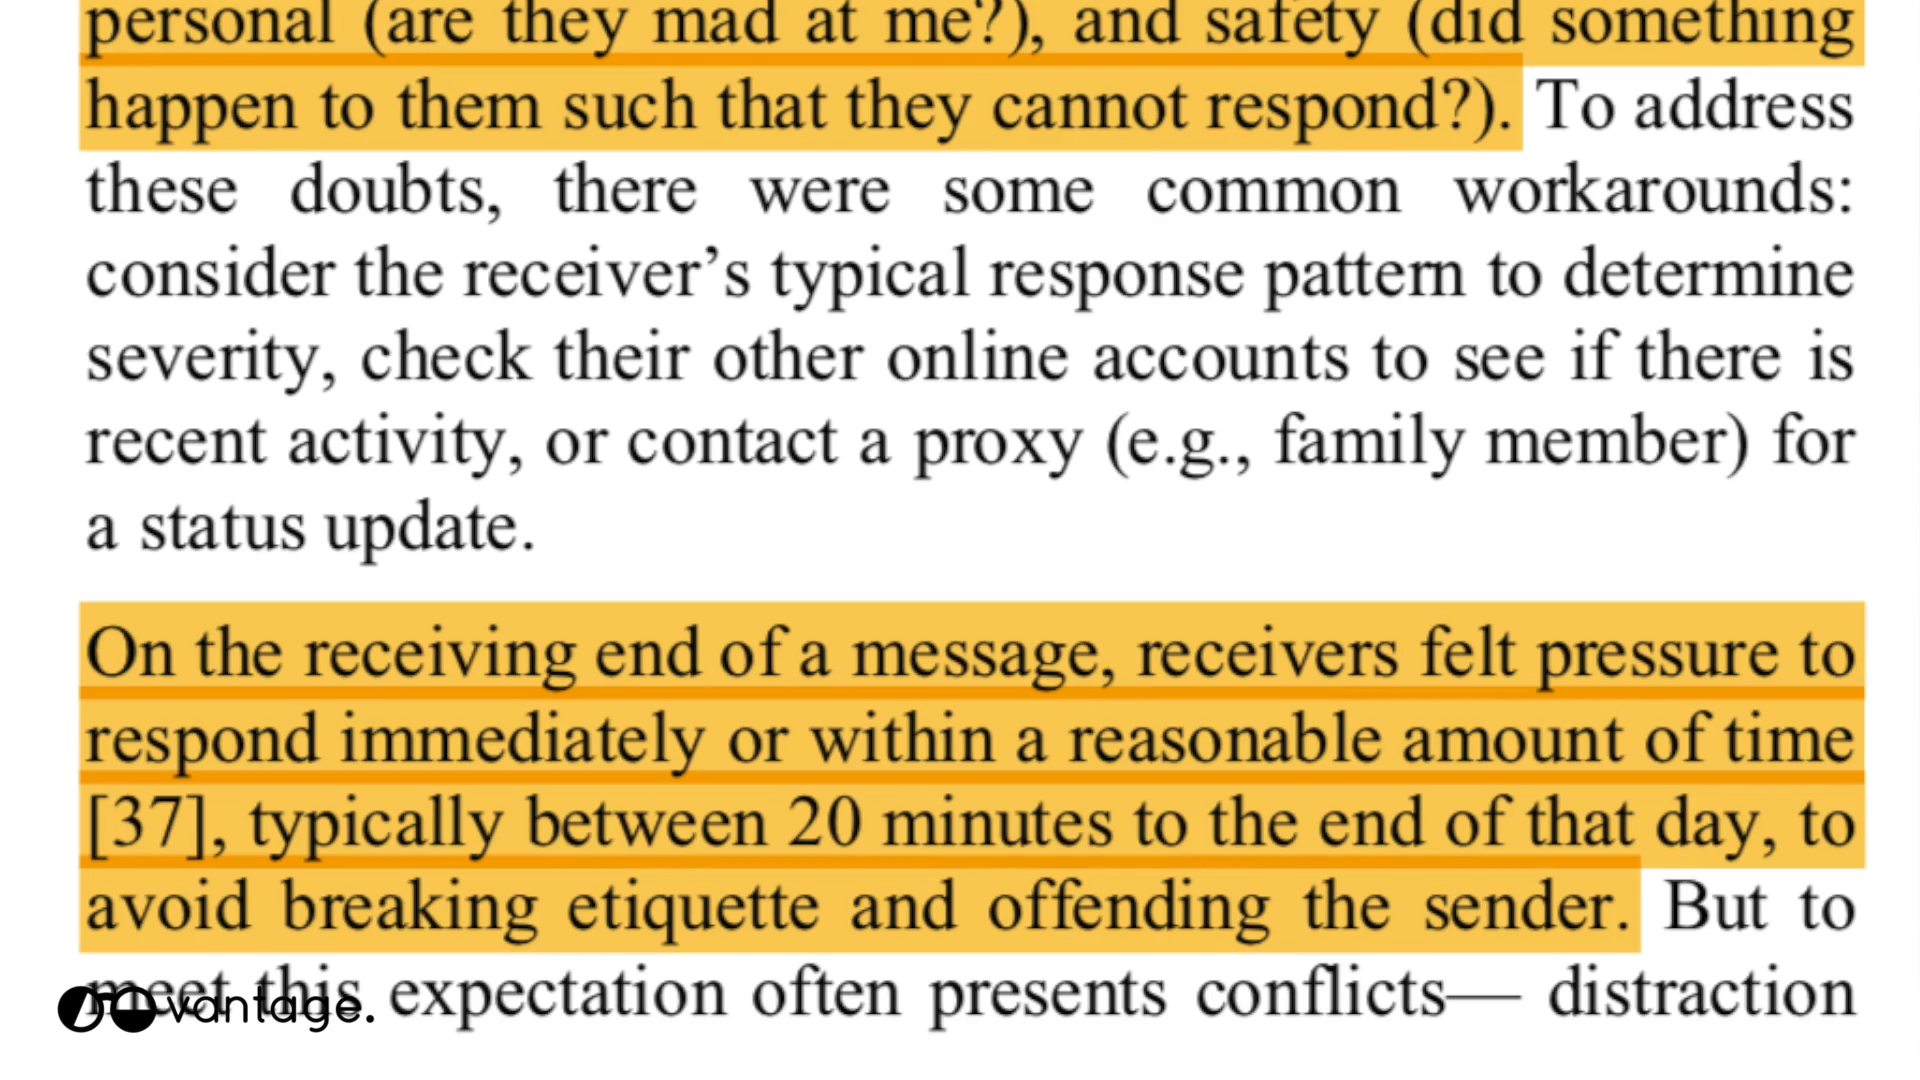 personal (are they mad at me?), and safety (did something
happen to them such that they cannot respond?). To address
these doubts, there were some common workarounds:
consider the receiver’s typical response pattern to determine
severity, check their other online accounts to see if there is
recent activity, or contact a proxy (e.g., family member) for
a status update.
On the receiving end of a message, receivers felt pressure to
respond immediately or within a reasonable amount of time
[37], typically between 20 minutes to the end of that day, to
avoid breaking etiquette and offending the sender. But to
meet this expectation often presents conflicts— distraction
vantage.